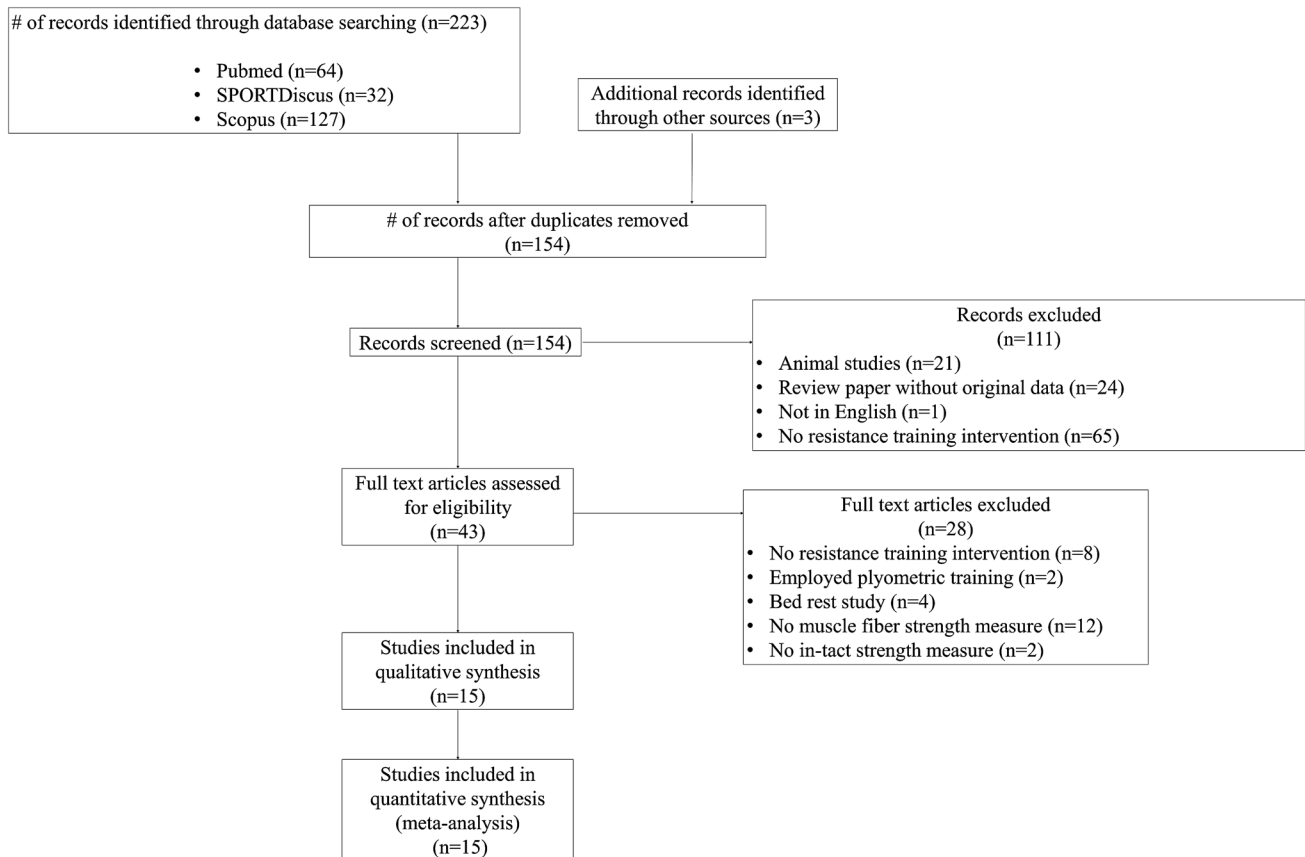 # of records identified through database searching (n=223)
• Pubmed (n=64)
• SPORTDiscus (n=32)
• Scopus (n=127)
Additional records identified
through other sources (n=3)
# of records after duplicates removed
(n=154)
Records screened (n=154)
Records excluded
(n=111)
• Animal studies (n=21)
• Review paper without original data (n=24)
• Not in English (n=1)
• No resistance training intervention (n=65)
Full text articles assessed
for eligibility
(n=43)
Full text articles excluded
(n=28)
• No resistance training intervention (n=8)
• Employed plyometric training (n=2)
• Bed rest study (n=4)
• No muscle fiber strength measure (n=12)
• No in-tact strength measure (n=2)
Studies included in
qualitative synthesis
(n=15)
Studies included in
quantitative synthesis
(meta-analysis)
(n=15)